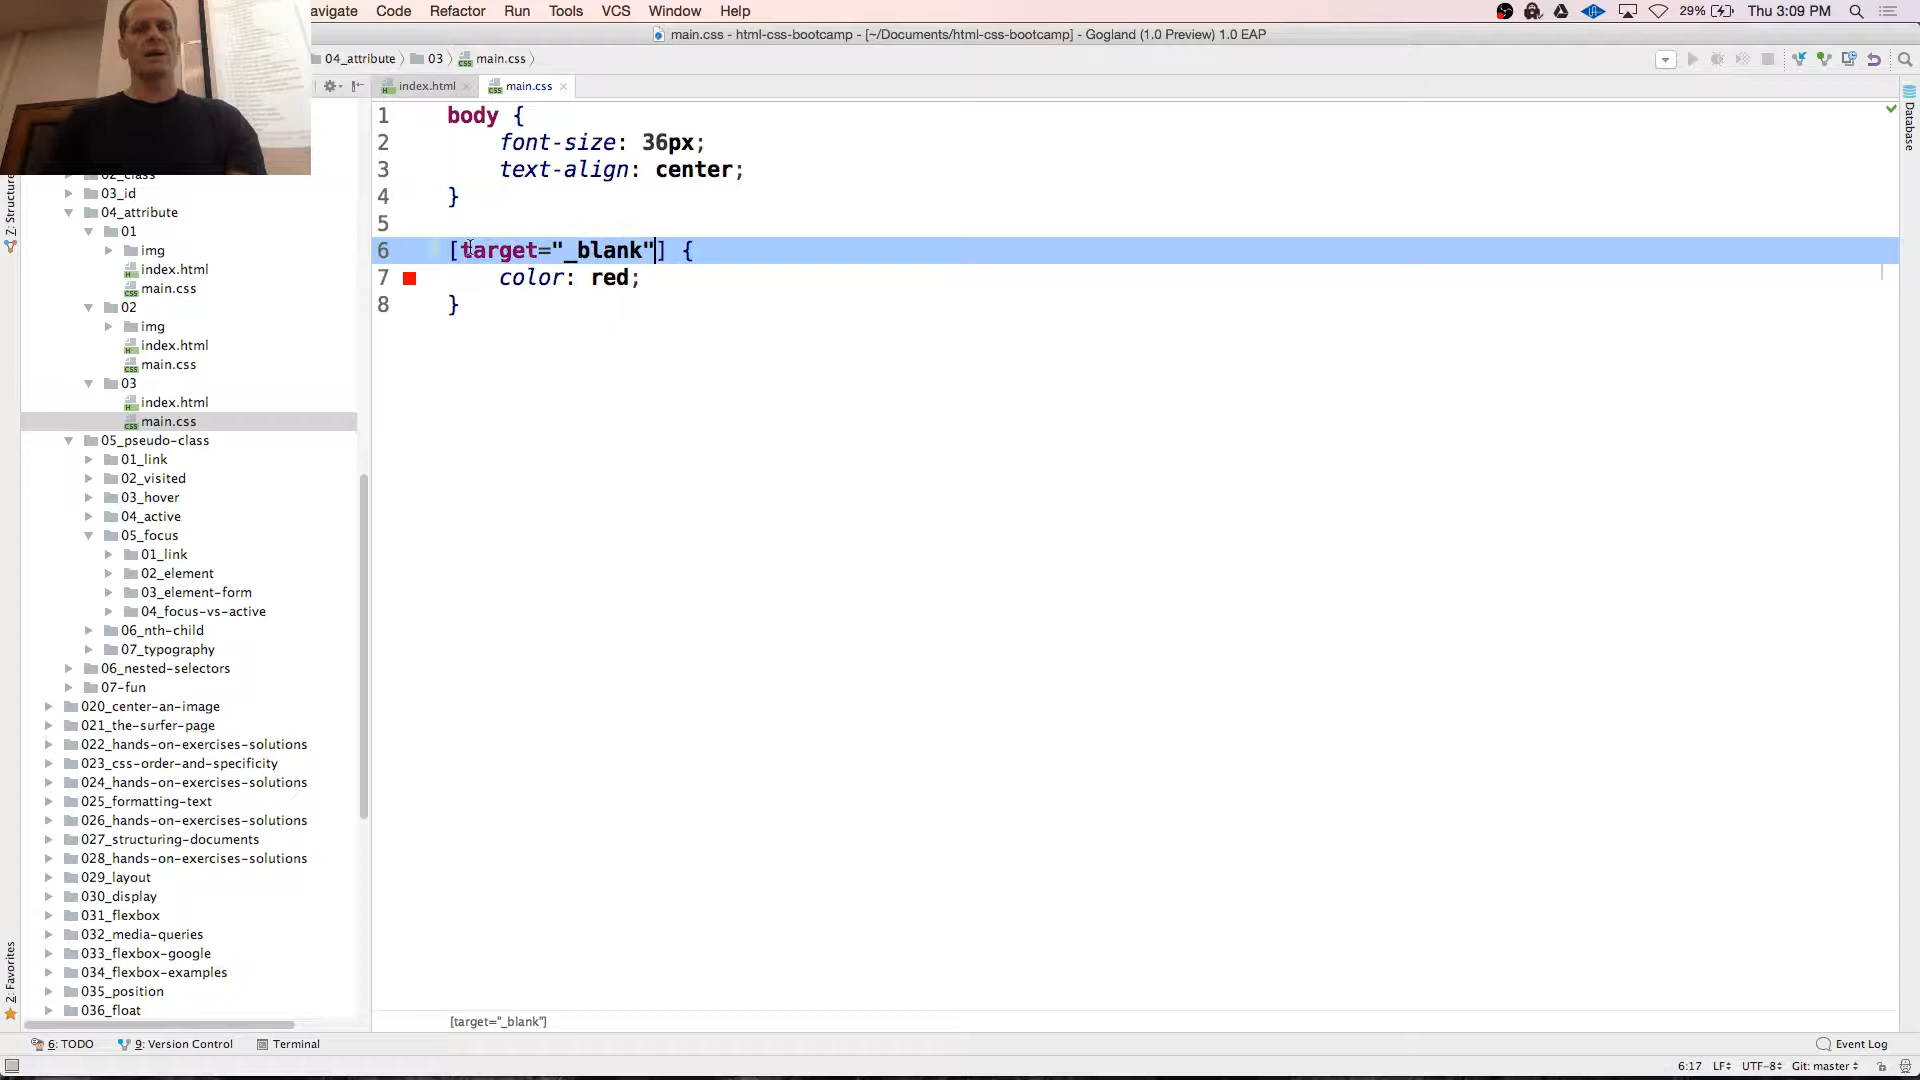 avigate Code Refactor Run Tools VCS Window Help 29% Thu 3:09 PM
main.css - html-css-bootcamp - [~/Documents/html-css-bootcamp] - Gogland (1.0 Preview) 1.0 EAP
04_attribute 03 main.css
index.html main.css
Z: Structure
Database
2: Favorites
02_class
03_id
04_attribute
01
img
index.html
main.css
02
img
index.html
main.css
03
index.html
main.css
05_pseudo-class
01_link
02_visited
03_hover
04_active
05_focus
01_link
02_element
03_element-form
04_focus-vs-active
06_nth-child
07_typography
06_nested-selectors
07-fun
020_center-an-image
021_the-surfer-page
022_hands-on-exercises-solutions
023_css-order-and-specificity
024_hands-on-exercises-solutions
025_formatting-text
026_hands-on-exercises-solutions
027_structuring-documents
028_hands-on-exercises-solutions
029_layout
030_display
031_flexbox
032_media-queries
033_flexbox-google
034_flexbox-examples
035_position
036_float
1 body {
2 font-size: 36px;
3 text-align: center;
4 }
5
6 [target="_blank"] {
7 color: red;
8 }
[target="_blank"]
6: TODO 9: Version Control Terminal Event Log
6:17 LF UTF-8 Git: master